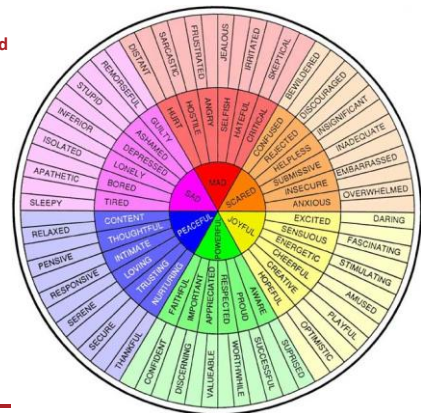 d
MAD
SCARED
JOYFUL
POWERFUL
PEACEFUL
SAD
HURT
HOSTILE
ANGRY
SELFISH
HATEFUL
CRITICAL
CONFUSED
REJECTED
HELPLESS
SUBMISSIVE
INSECURE
ANXIOUS
EXCITED
SENSUOUS
ENERGETIC
CHEERFUL
CREATIVE
HOPEFUL
AWARE
PROUD
RESPECTED
APPRECIATED
IMPORTANT
FAITHFUL
NURTURING
TRUSTING
LOVING
INTIMATE
THOUGHTFUL
CONTENT
TIRED
BORED
LONELY
DEPRESSED
ASHAMED
GUILTY
DISTANT
SARCASTIC
FRUSTRATED
JEALOUS
IRRITATED
SKEPTICAL
BEWILDERED
DISCOURAGED
INSIGNIFICANT
INADEQUATE
EMBARRASSED
OVERWHELMED
DARING
FASCINATING
STIMULATING
AMUSED
PLAYFUL
OPTIMISTIC
SUPRISED
SUCCESSFUL
WORTHWHILE
VALUEABLE
DISCERNING
CONFIDENT
THANKFUL
SECURE
SERENE
RESPONSIVE
PENSIVE
RELAXED
SLEEPY
APATHETIC
ISOLATED
INFERIOR
STUPID
REMORSEFUL